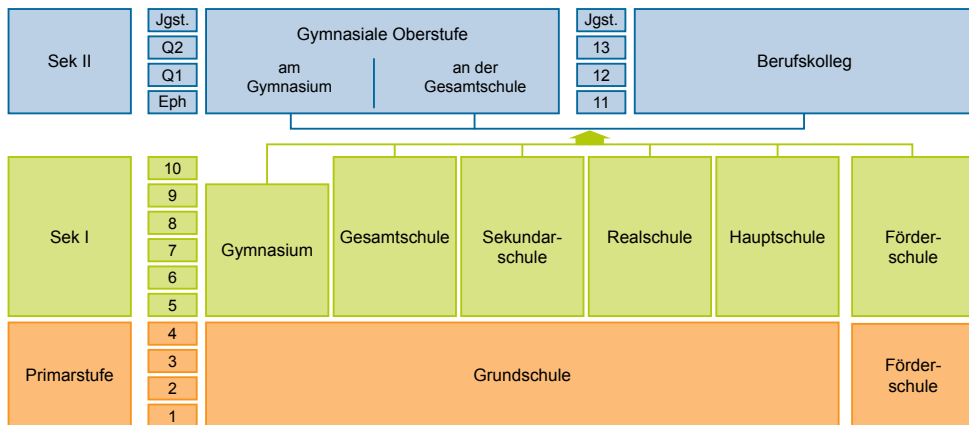 Sek II
Jgst.
Q2
Q1
Eph
Gymnasiale Oberstufe
am
Gymnasium
an der
Gesamtschule
Jgst.
13
12
11
Berufskolleg
Sek I
10
9
8
7
6
5
Gymnasium
Gesamtschule
Sekundar-
schule
Realschule
Hauptschule
Förder-
schule
Primarstufe
4
3
2
1
Grundschule
Förder-
schule